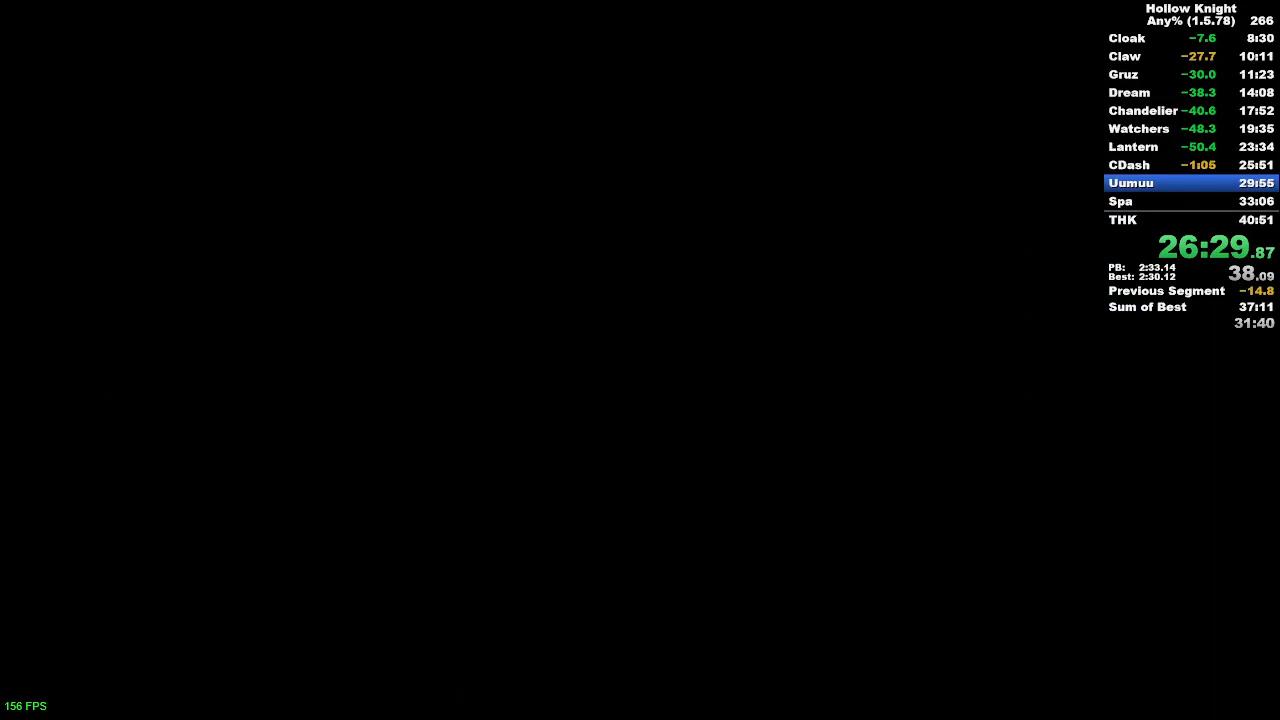 Hollow Knight
Any% (1.5.78) 266
Cloak −7.6 8:30
Claw −27.7 10:11
Gruz −30.0 11:23
Dream −38.3 14:08
Chandelier −40.6 17:52
Watchers −48.3 19:35
Lantern −50.4 23:34
CDash −1:05 25:51
Uumuu 29:55
Spa 33:06
THK 40:51
26:29.87
PB: 2:33.14 38.09
Best: 2:30.12
Previous Segment −14.8
Sum of Best 37:11
31:40
156 FPS